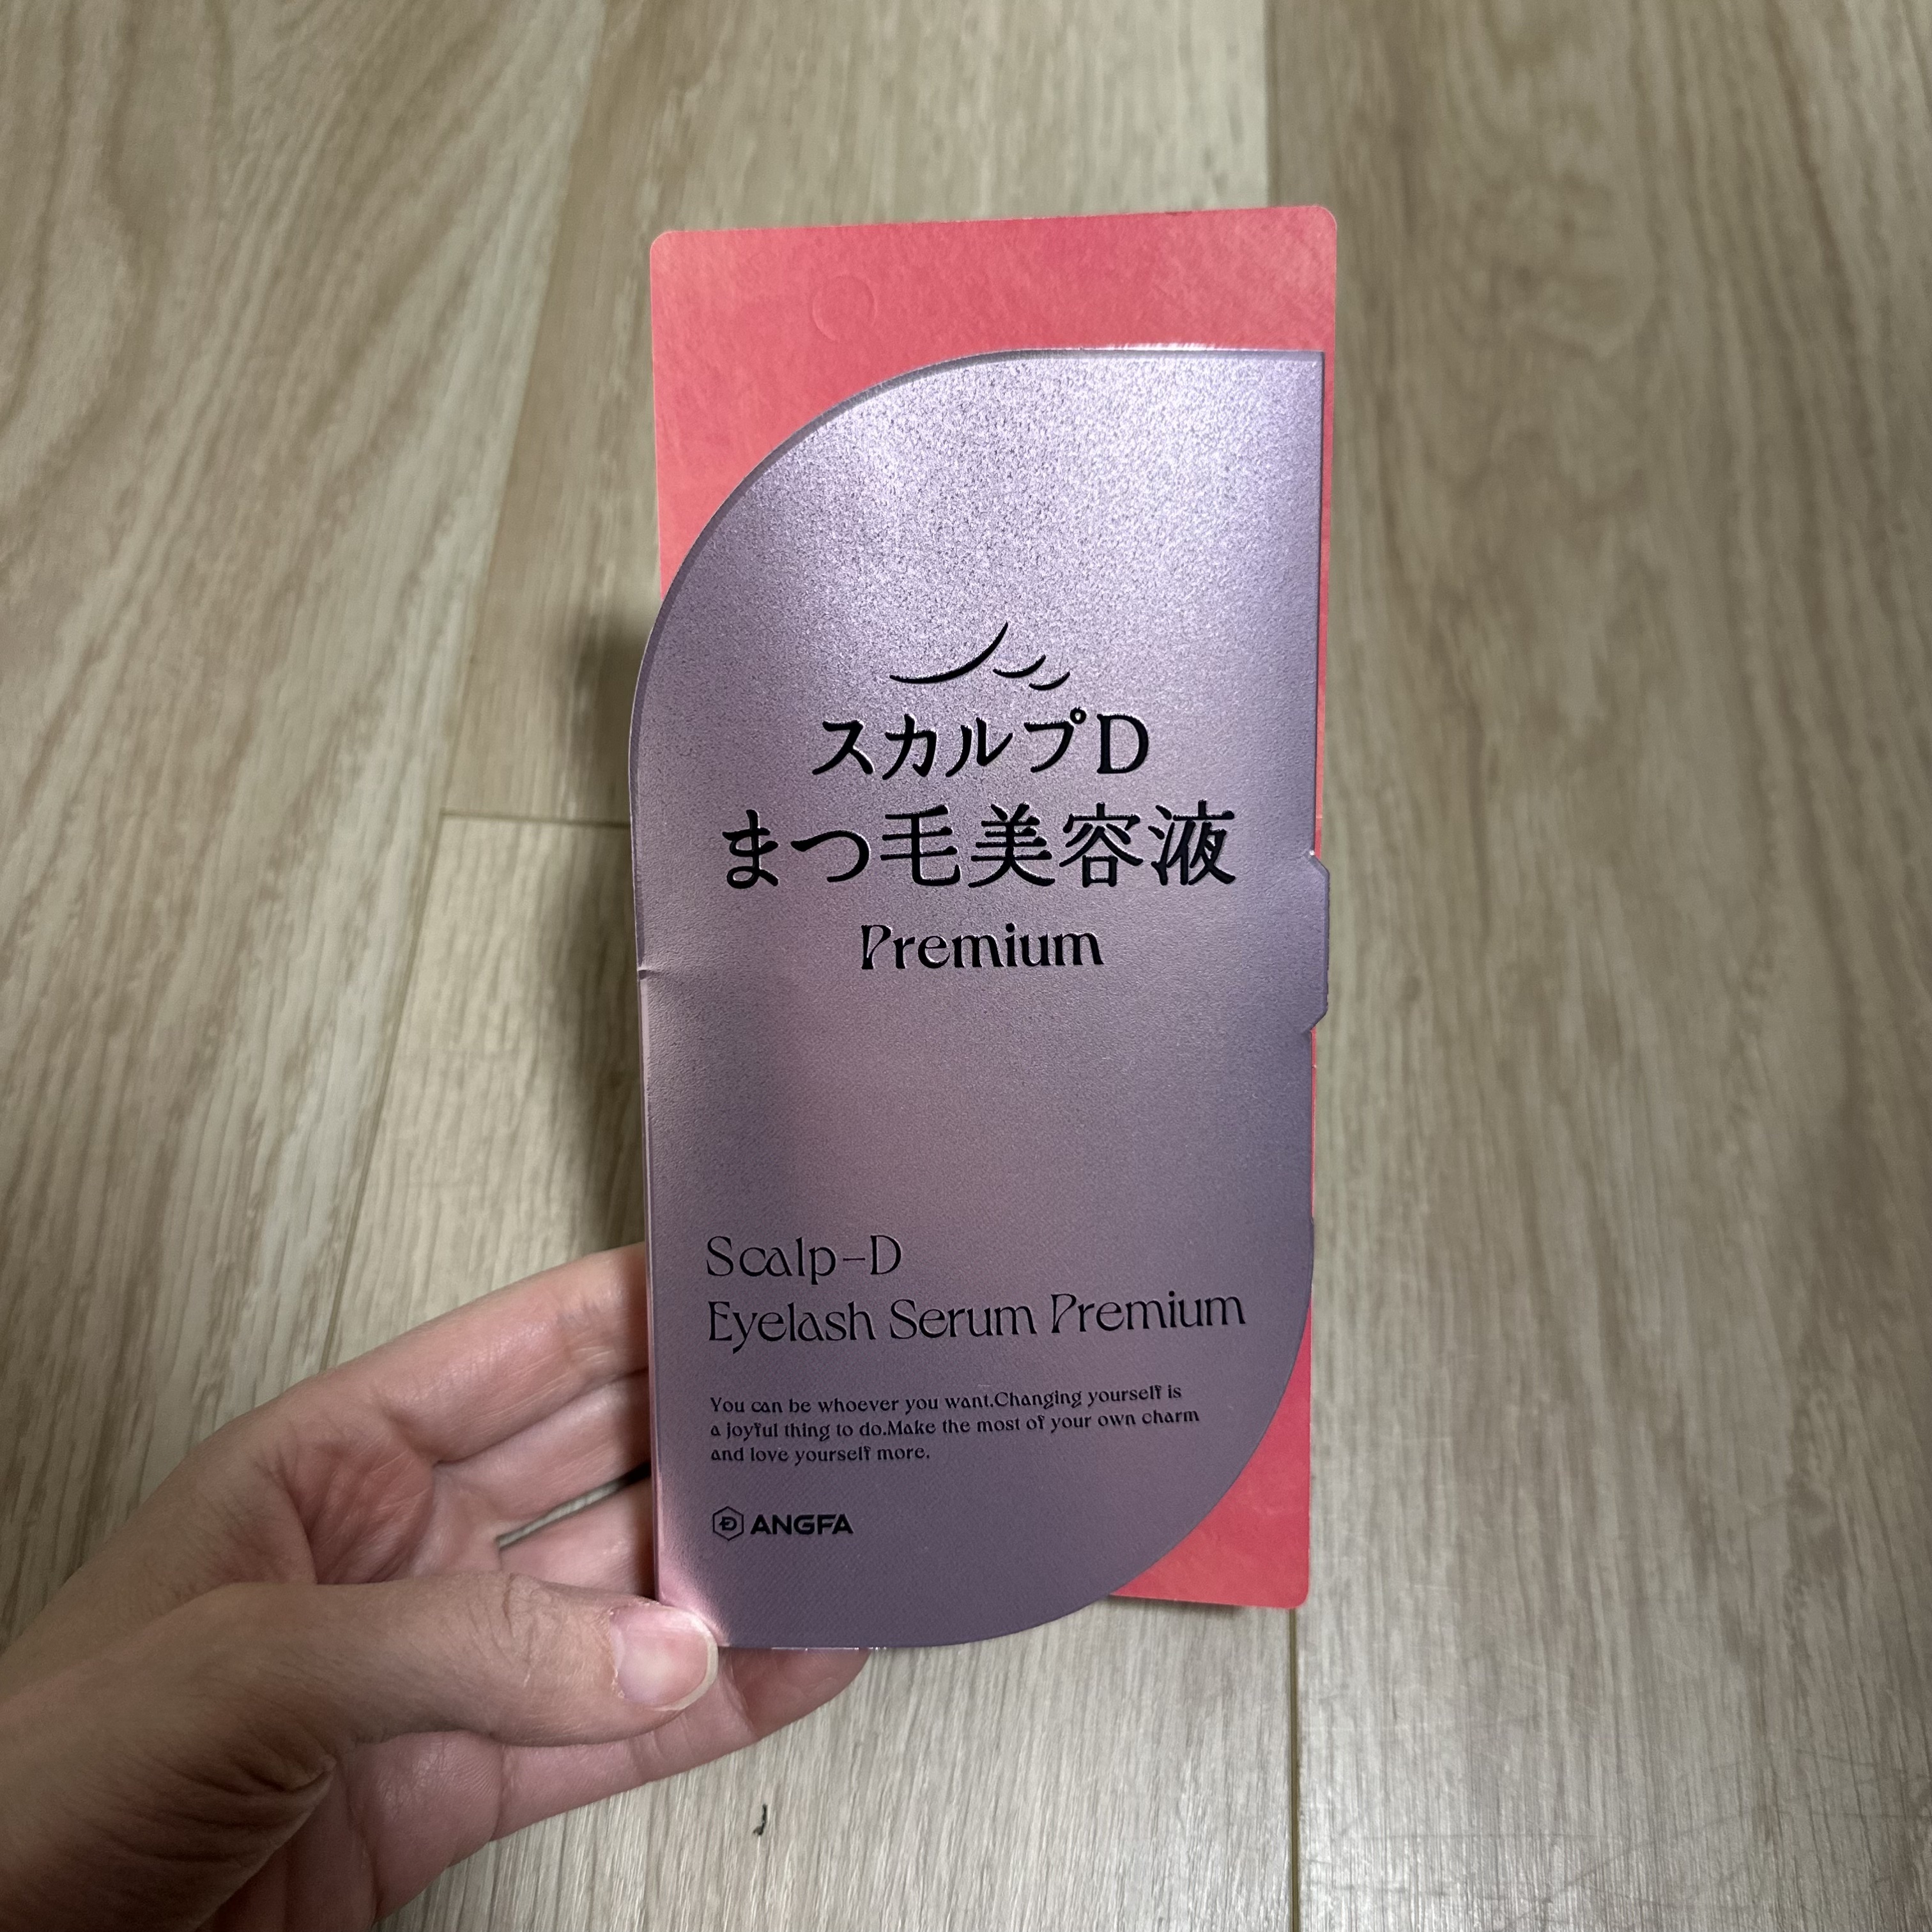 スカルプD
まつ毛美容液
Premium
Scalp-D
Eyelash Serum Premium
You can be whoever you want.Changing yourself is
a joyful thing to do.Make the most of your own charm
and love yourself more.
ANGFA